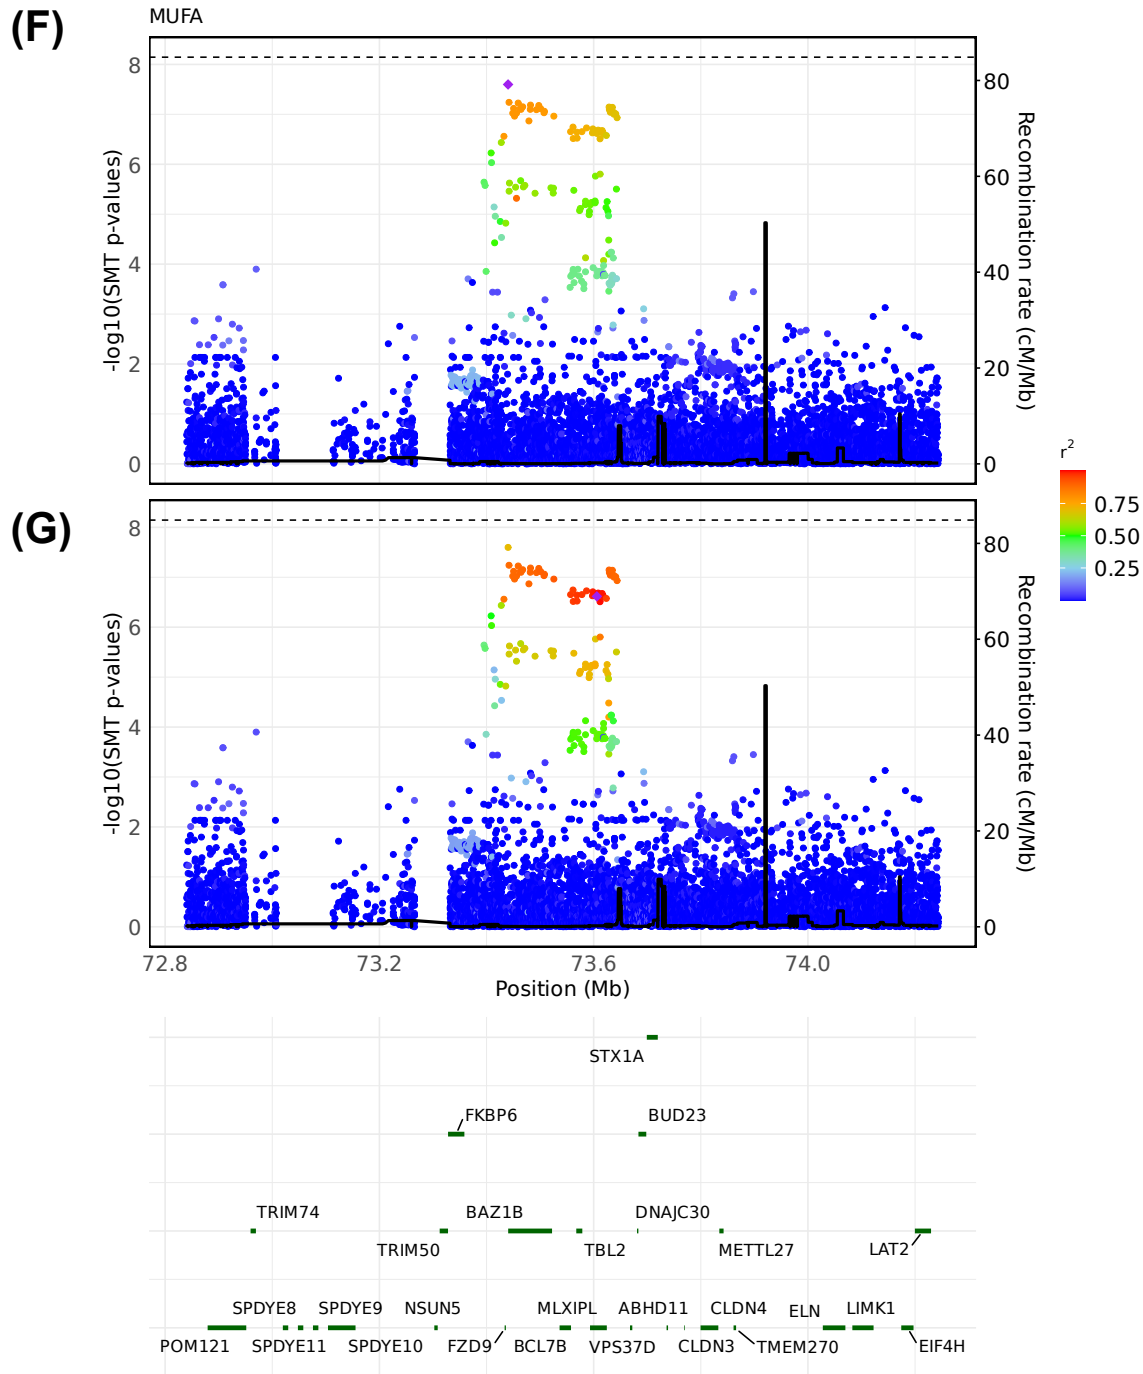 (F)
MUFA
8
6
4
2
0
-log10(SMT p-values)
80
60
40
20
0
Recombination rate (cM/Mb)
r2
0.75
0.50
0.25
(G)
8
6
4
2
0
-log10(SMT p-values)
80
60
40
20
0
Recombination rate (cM/Mb)
72.8 73.2 73.6 74.0
Position (Mb)
STX1A
FKBP6 BUD23
TRIM74 BAZ1B DNAJC30
TRIM50 TBL2 METTL27 LAT2
SPDYE8 SPDYE9 NSUN5 MLXIPL ABHD11 CLDN4 ELN LIMK1
POM121 SPDYE11 SPDYE10 FZD9 BCL7B VPS37D CLDN3 TMEM270 EIF4H